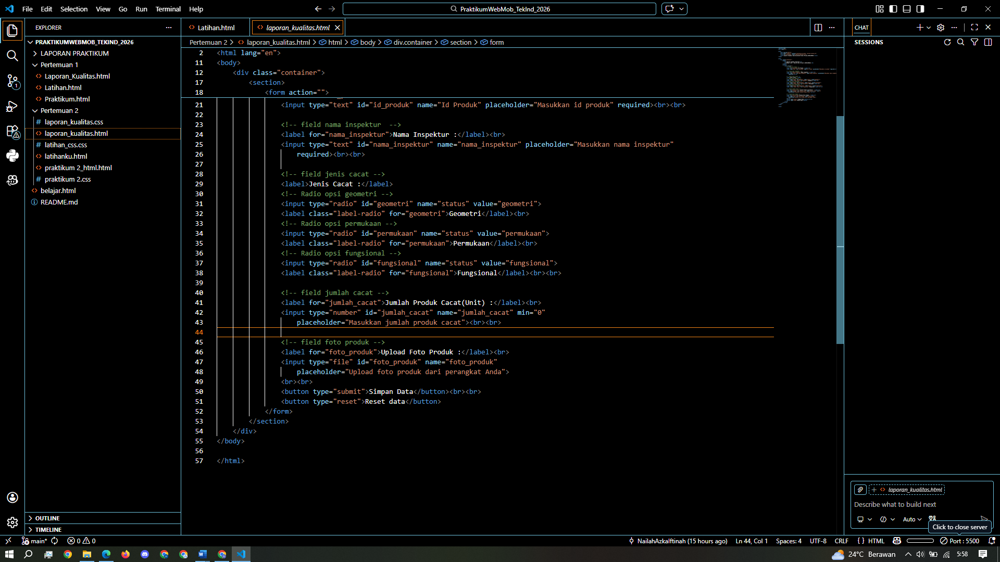 File Edit Selection View Go Run Terminal Help
PraktikumWebMob_TekInd_2026
EXPLORER
PRAKTIKUMWEBMOB_TEKIND_2026
LAPORAN PRAKTIKUM
Pertemuan 1
Laporan_Kualitas.html
Latihan.html
Praktikum.html
Pertemuan 2
laporan_kualitas.css
laporan_kualitas.html
latihan_css.css
latihanku.html
praktikum 2_html.html
praktikum 2.css
belajar.html
README.md
OUTLINE
TIMELINE
Latihan.html
laporan_kualitas.html
Pertemuan 2 > laporan_kualitas.html > html > body > div.container > section > form
2 <html lang="en">
11 <body>
12 <div class="container">
17 <section>
18 <form action="">
21 <input type="text" id="id_produk" name="Id Produk" placeholder="Masukkan id produk" required><br><br>
22
23 <!-- field nama inspektur  -->
24 <label for="nama_inspektur">Nama Inspektur :</label><br>
25 <input type="text" id="nama_inspektur" name="nama_inspektur" placeholder="Masukkan nama inspektur"
26 required><br><br>
27
28 <!-- field jenis cacat -->
29 <label>Jenis Cacat :</label>
30 <!-- Radio opsi geometri -->
31 <input type="radio" id="geometri" name="status" value="geometri">
32 <label class="label-radio" for="geometri">Geometri</label><br>
33 <!-- Radio opsi permukaan -->
34 <input type="radio" id="permukaan" name="status" value="permukaan">
35 <label class="label-radio" for="permukaan">Permukaan</label><br>
36 <!-- Radio opsi fungsional -->
37 <input type="radio" id="fungsional" name="status" value="fungsional">
38 <label class="label-radio" for="fungsional">Fungsional</label><br><br>
39
40 <!-- field jumlah cacat -->
41 <label for="jumlah_cacat">Jumlah Produk Cacat(Unit) :</label><br>
42 <input type="number" id="jumlah_cacat" name="jumlah_cacat" min="0"
43 placeholder="Masukkan jumlah produk cacat"><br><br>
44
45 <!-- field foto produk -->
46 <label for="foto_produk">Upload Foto Produk :</label><br>
47 <input type="file" id="foto_produk" name="foto_produk"
48 placeholder="Upload foto produk dari perangkat Anda">
49 <br><br>
50 <button type="submit">Simpan Data</button><br><br>
51 <button type="reset">Reset data</button>
52 </form>
53 </section>
54 </div>
55 </body>
56
57 </html>
CHAT
SESSIONS
laporan_kualitas.html
Describe what to build next
Auto
Click to close server
main* 0 0
NailahAzkalftinah (15 hours ago) Ln 44, Col 1 Spaces: 4 UTF-8 CRLF {} HTML Port : 5500
1
24°C Berawan 5:58